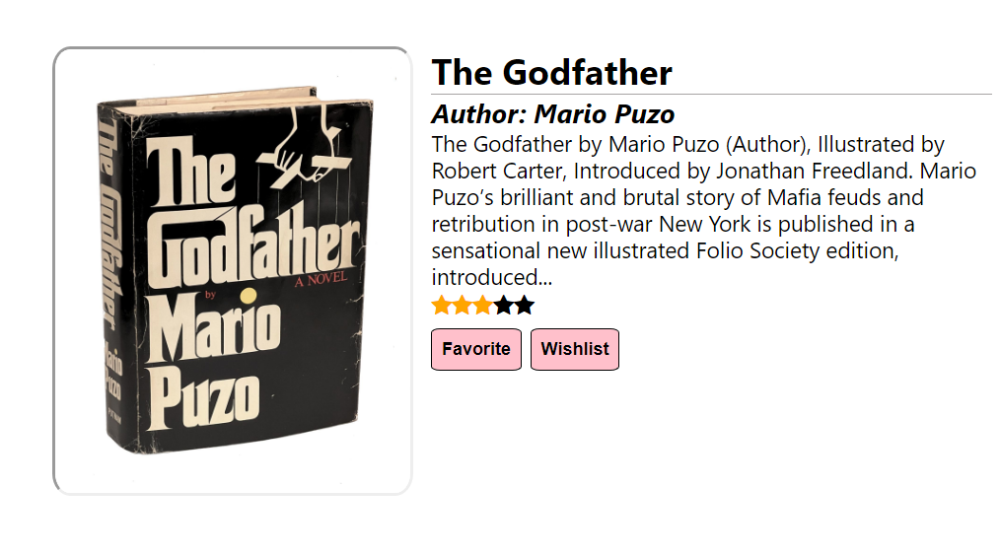 The Godfather
Author: Mario Puzo
The Godfather by Mario Puzo (Author), Illustrated by
Robert Carter, Introduced by Jonathan Freedland. Mario
Puzo’s brilliant and brutal story of Mafia feuds and
retribution in post-war New York is published in a
sensational new illustrated Folio Society edition,
introduced...
Favorite
Wishlist
The
Godfather
A NOVEL
by
Mario
Puzo
The Godfather
Mario
Puzo